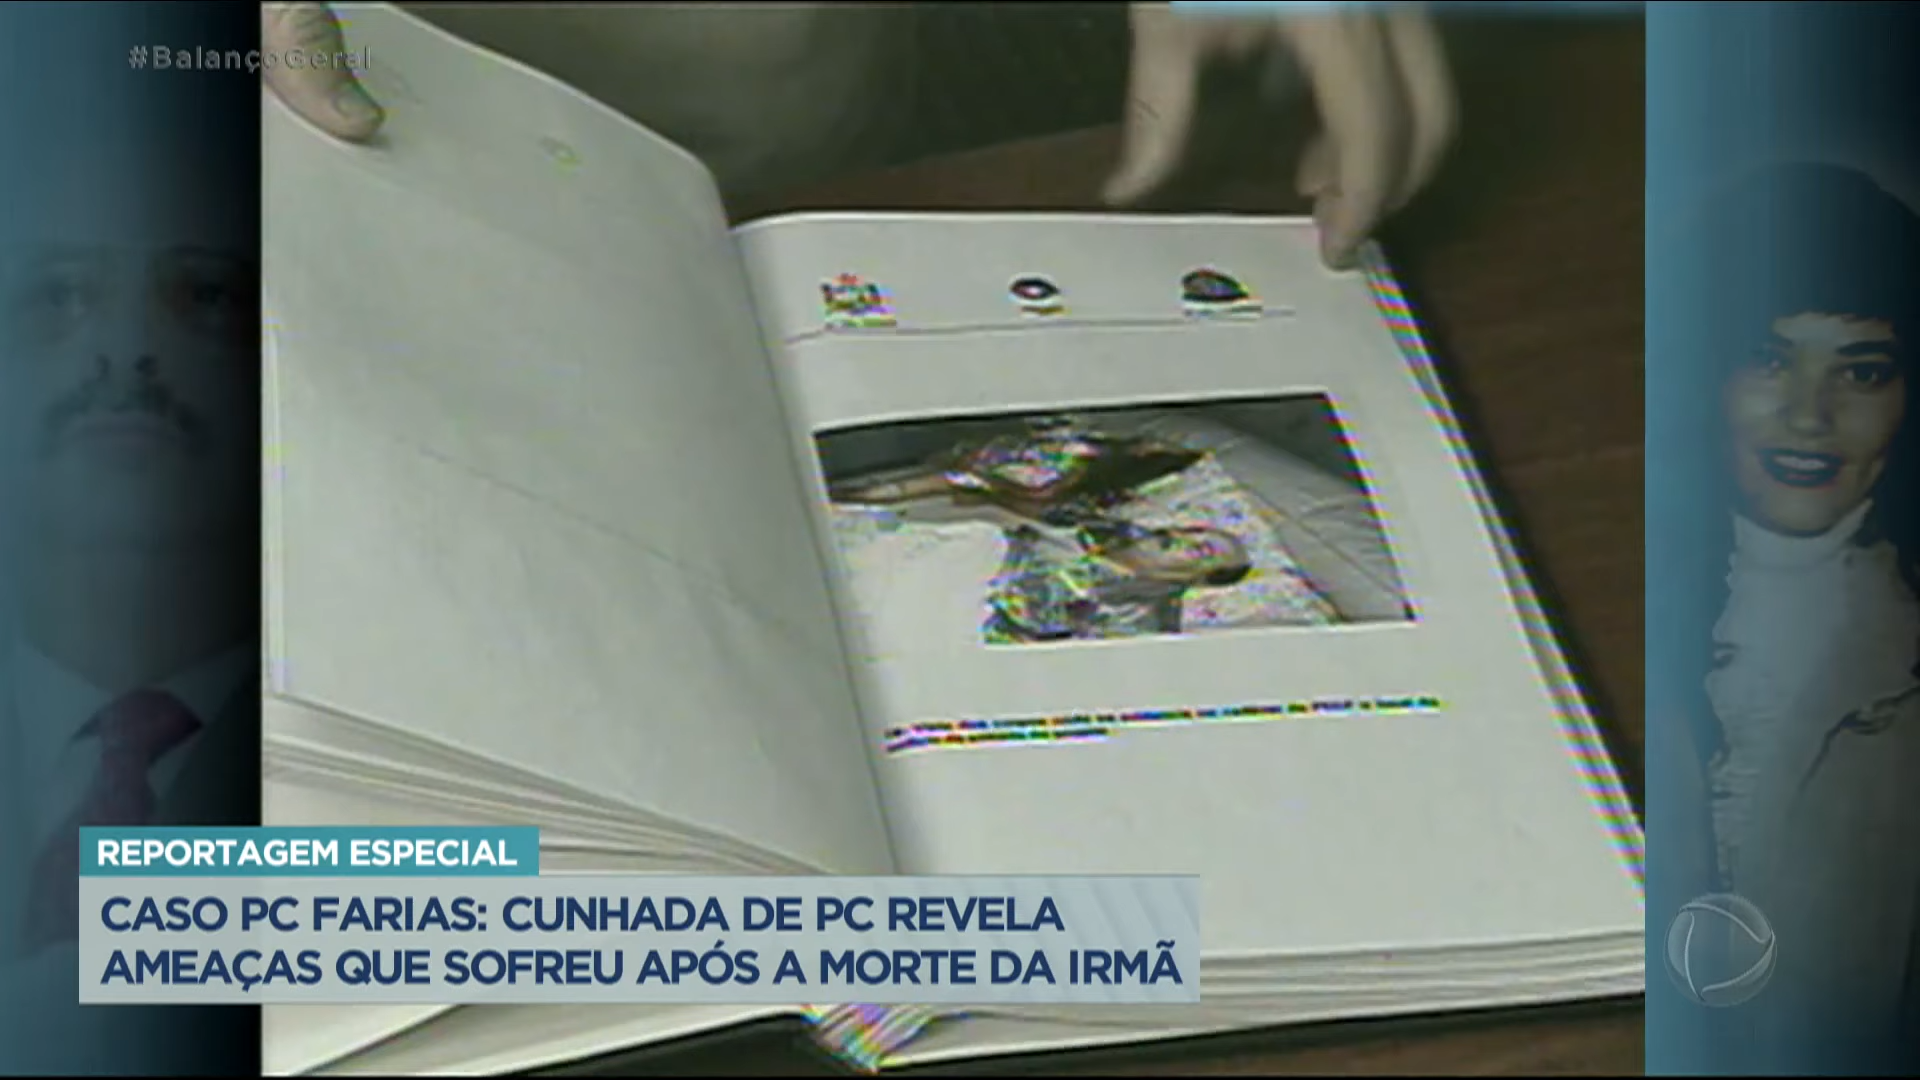 #BalançoGeral
REPORTAGEM ESPECIAL
CASO PC FARIAS: CUNHADA DE PC REVELA
AMEAÇAS QUE SOFREU APÓS A MORTE DA IRMÃ